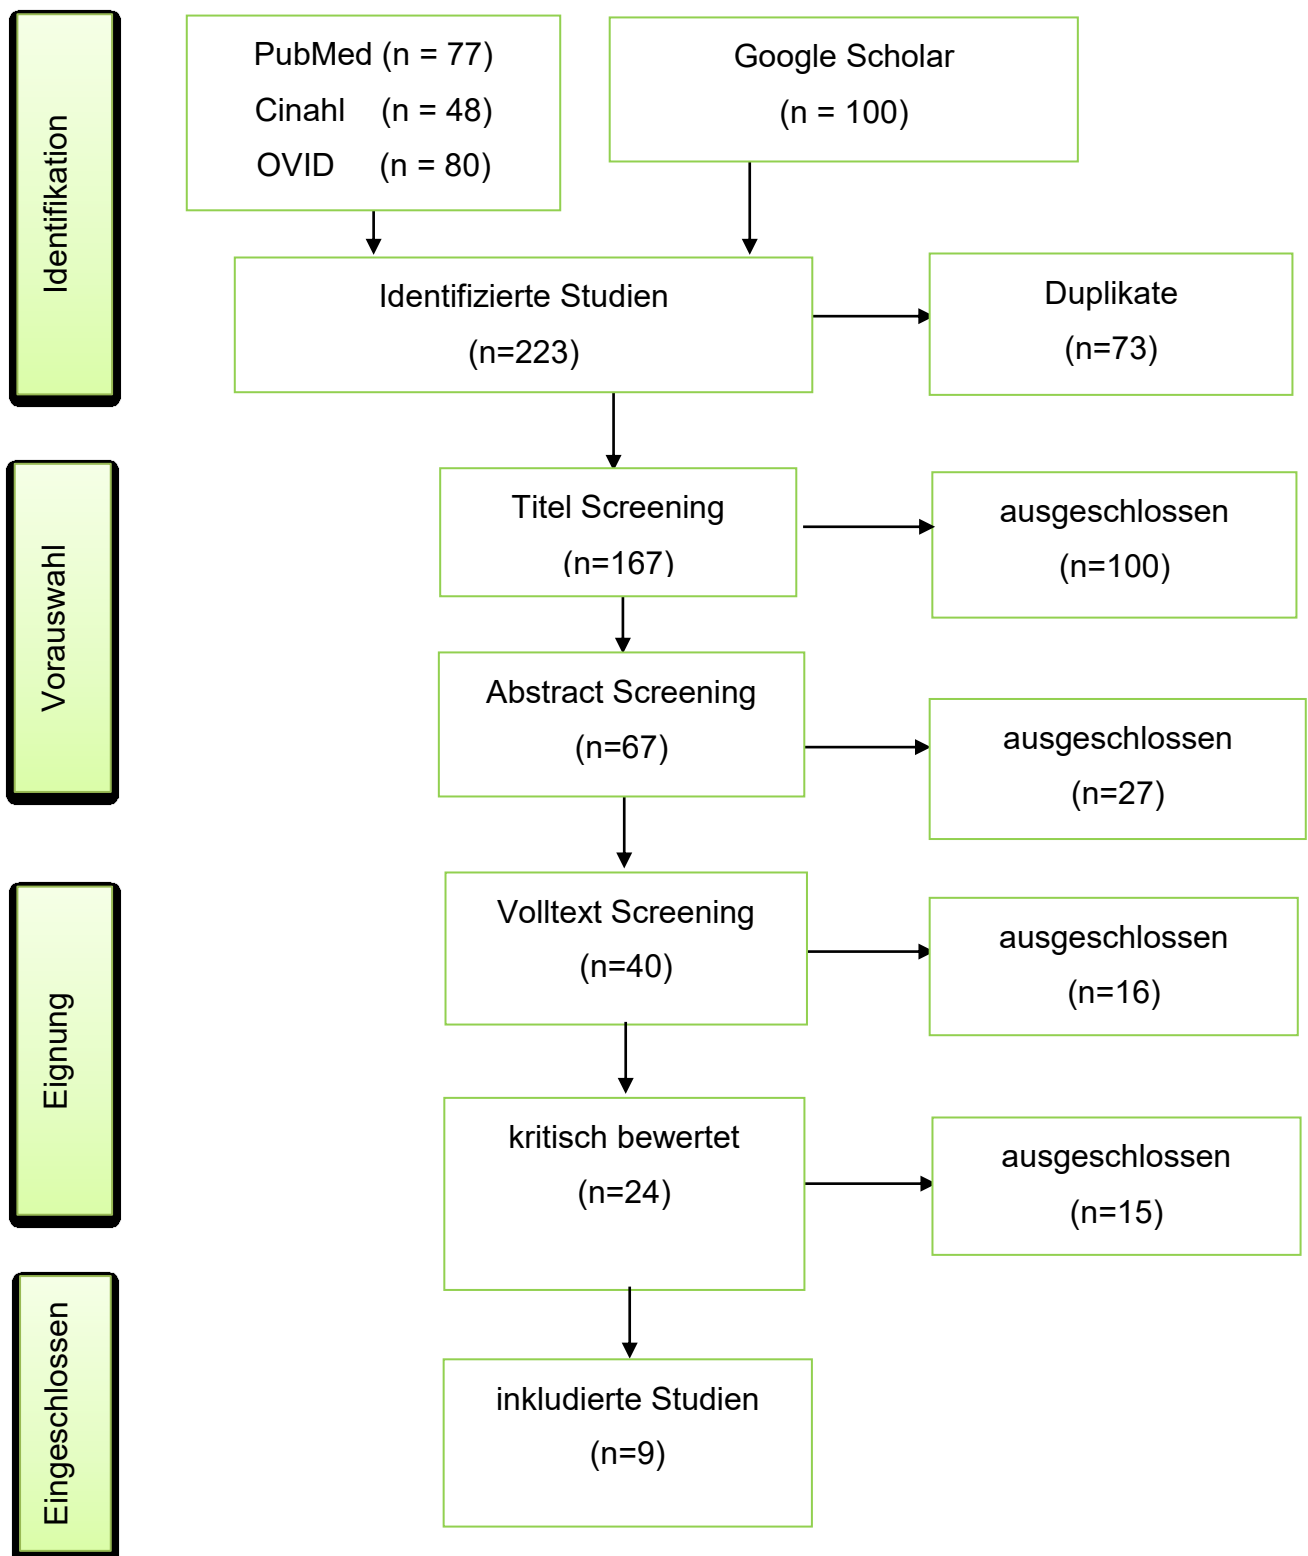 Identifikation
PubMed (n = 77)
Cinahl (n = 48)
OVID (n = 80)
Google Scholar
(n = 100)
Identifizierte Studien
(n=223)
Duplikate
(n=73)
Vorauswahl
Titel Screening
(n=167)
ausgeschlossen
(n=100)
Abstract Screening
(n=67)
ausgeschlossen
(n=27)
Eignung
Volltext Screening
(n=40)
ausgeschlossen
(n=16)
kritisch bewertet
(n=24)
ausgeschlossen
(n=15)
Eingeschlossen
inkludierte Studien
(n=9)